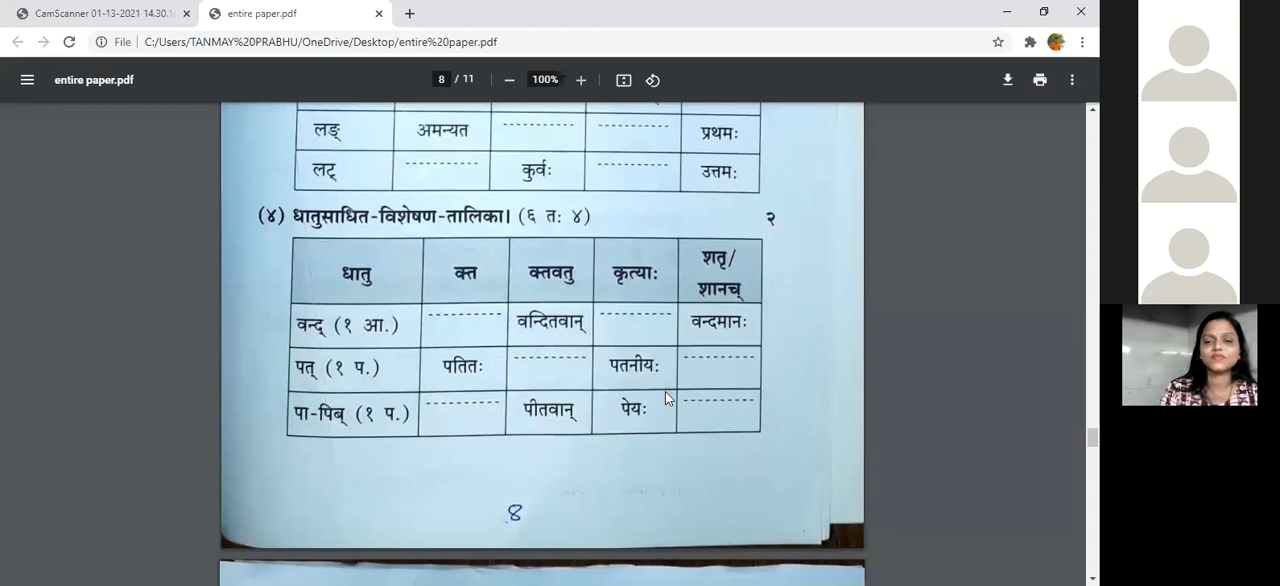 CamScanner 01-13-2021 14.30.1
entire paper.pdf
File C:/Users/TANMAY%20PRABHU/OneDrive/Desktop/entire%20paper.pdf
entire paper.pdf
8 / 11
100%
लङ् अमन्यत ---------- ---------- प्रथमः
लट् ---------- कुर्वः ---------- उत्तमः
(४) धातुसाधित-विशेषण-तालिका। (६ तः ४) २
धातु क्त क्तवतु कृत्याः शतृ/
शानच्
वन्द् (१ आ.) ---------- वन्दितवान् ---------- वन्दमानः
पत् (१ प.) पतितः ---------- पतनीयः ----------
पा-पिब् (१ प.) ---------- पीतवान् पेयः ----------
8